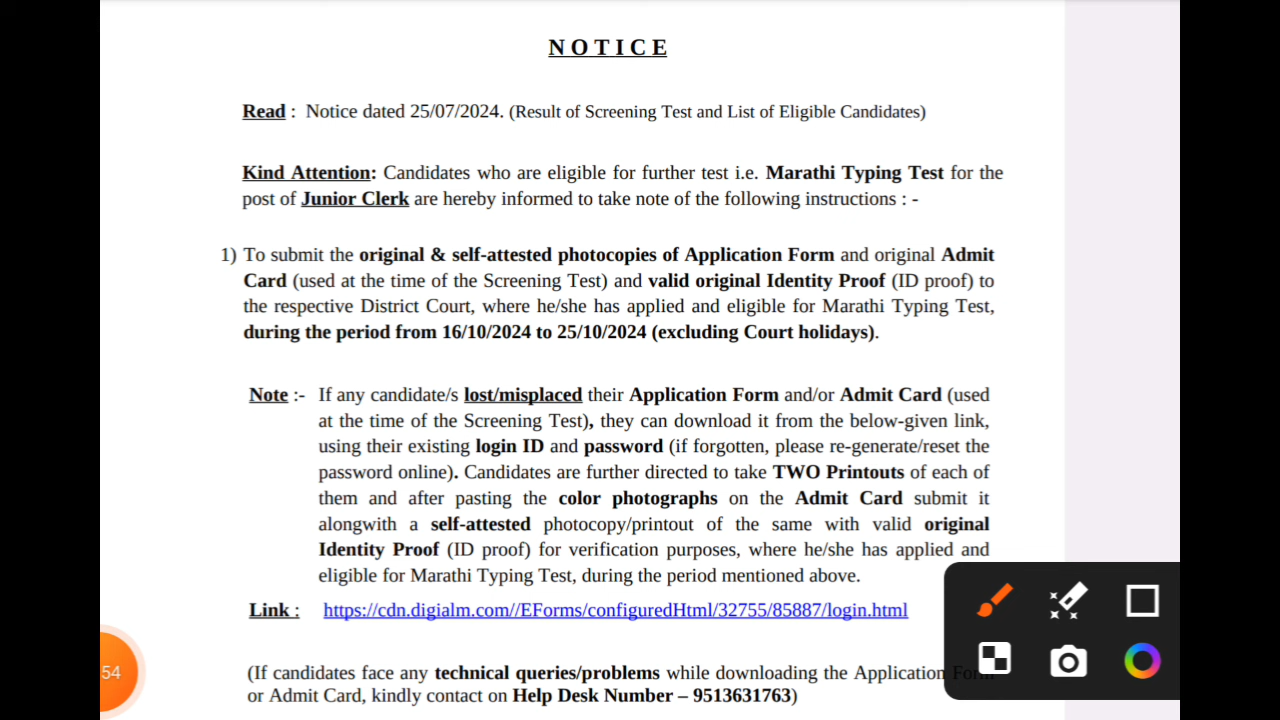 N O T I C E
Read : Notice dated 25/07/2024. (Result of Screening Test and List of Eligible Candidates)
Kind Attention: Candidates who are eligible for further test i.e. Marathi Typing Test for the
post of Junior Clerk are hereby informed to take note of the following instructions : -
1) To submit the original & self-attested photocopies of Application Form and original Admit
Card (used at the time of the Screening Test) and valid original Identity Proof (ID proof) to
the respective District Court, where he/she has applied and eligible for Marathi Typing Test,
during the period from 16/10/2024 to 25/10/2024 (excluding Court holidays).
Note :- If any candidate/s lost/misplaced their Application Form and/or Admit Card (used
at the time of the Screening Test), they can download it from the below-given link,
using their existing login ID and password (if forgotten, please re-generate/reset the
password online). Candidates are further directed to take TWO Printouts of each of
them and after pasting the color photographs on the Admit Card submit it
alongwith a self-attested photocopy/printout of the same with valid original
Identity Proof (ID proof) for verification purposes, where he/she has applied and
eligible for Marathi Typing Test, during the period mentioned above.
Link : https://cdn.digialm.com//EForms/configuredHtml/32755/85887/login.html
(If candidates face any technical queries/problems while downloading the Application Form
or Admit Card, kindly contact on Help Desk Number – 9513631763)
54